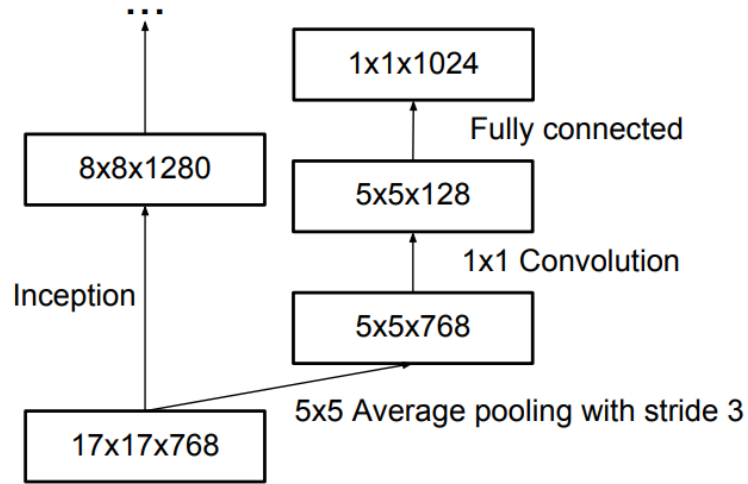 ...
1x1x1024
Fully connected
8x8x1280
5x5x128
1x1 Convolution
Inception
5x5x768
5x5 Average pooling with stride 3
17x17x768